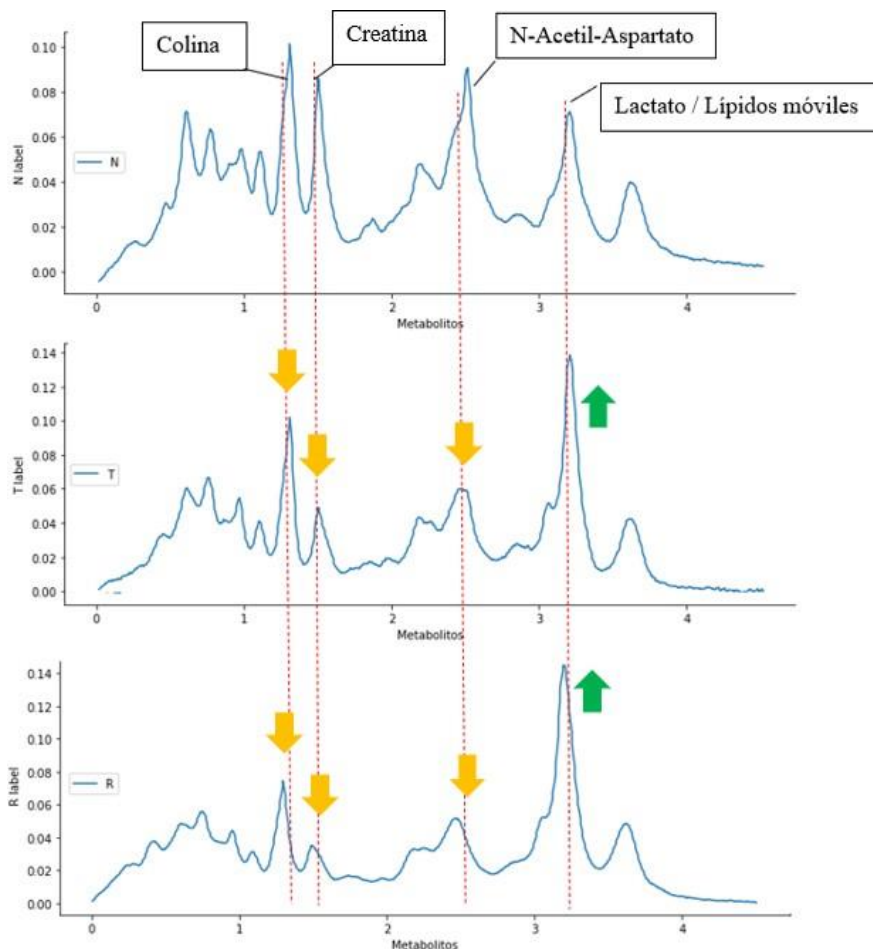 Colina
Creatina
N-Acetil-Aspartato
Lactato / Lípidos móviles
0.10
0.08
0.06
0.04
0.02
0.00
N label
N
0 1 2 3 4
Metabolitos
0.14
0.12
0.10
0.08
0.06
0.04
0.02
0.00
T label
T
0 1 2 3 4
Metabolitos
0.14
0.12
0.10
0.08
0.06
0.04
0.02
0.00
R label
R
0 1 2 3 4
Metabolitos